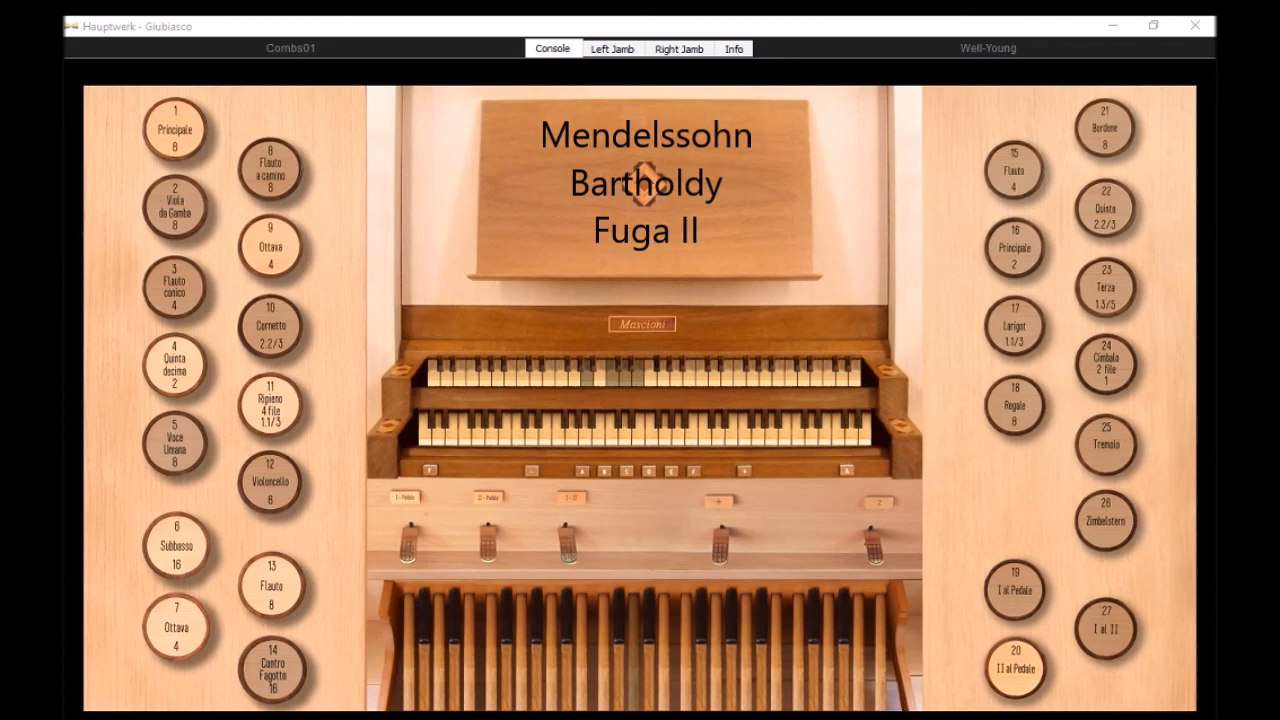 Hauptwerk - Giubiasco
Combs01
Console
Left Jamb
Right Jamb
Info
Well-Young
1
Principale
8
2
Viola
da Gamba
8
3
Flauto
conico
4
4
Quinta
decima
2
5
Voce
Umana
8
6
Subbasso
16
7
Ottava
4
8
Flauto
a camino
8
9
Ottava
4
10
Cornetto
2.2/3
11
Ripieno
4 file
1.1/3
12
Violoncello
8
13
Flauto
8
14
Contro
Fagotto
16
Mendelssohn
Bartholdy
Fuga II
Mascioni
A
B
C
D
E
F
I - Pedale
II - Pedale
I - II
+
Z
15
Flauto
4
16
Principale
2
17
Larigot
1.1/3
18
Regale
8
19
I al Pedale
20
II al Pedale
21
Bordone
8
22
Quinta
2.2/3
23
Terza
1.3/5
24
Cimbalo
2 file
1
25
Tremolo
26
Zimbelstern
27
I al II